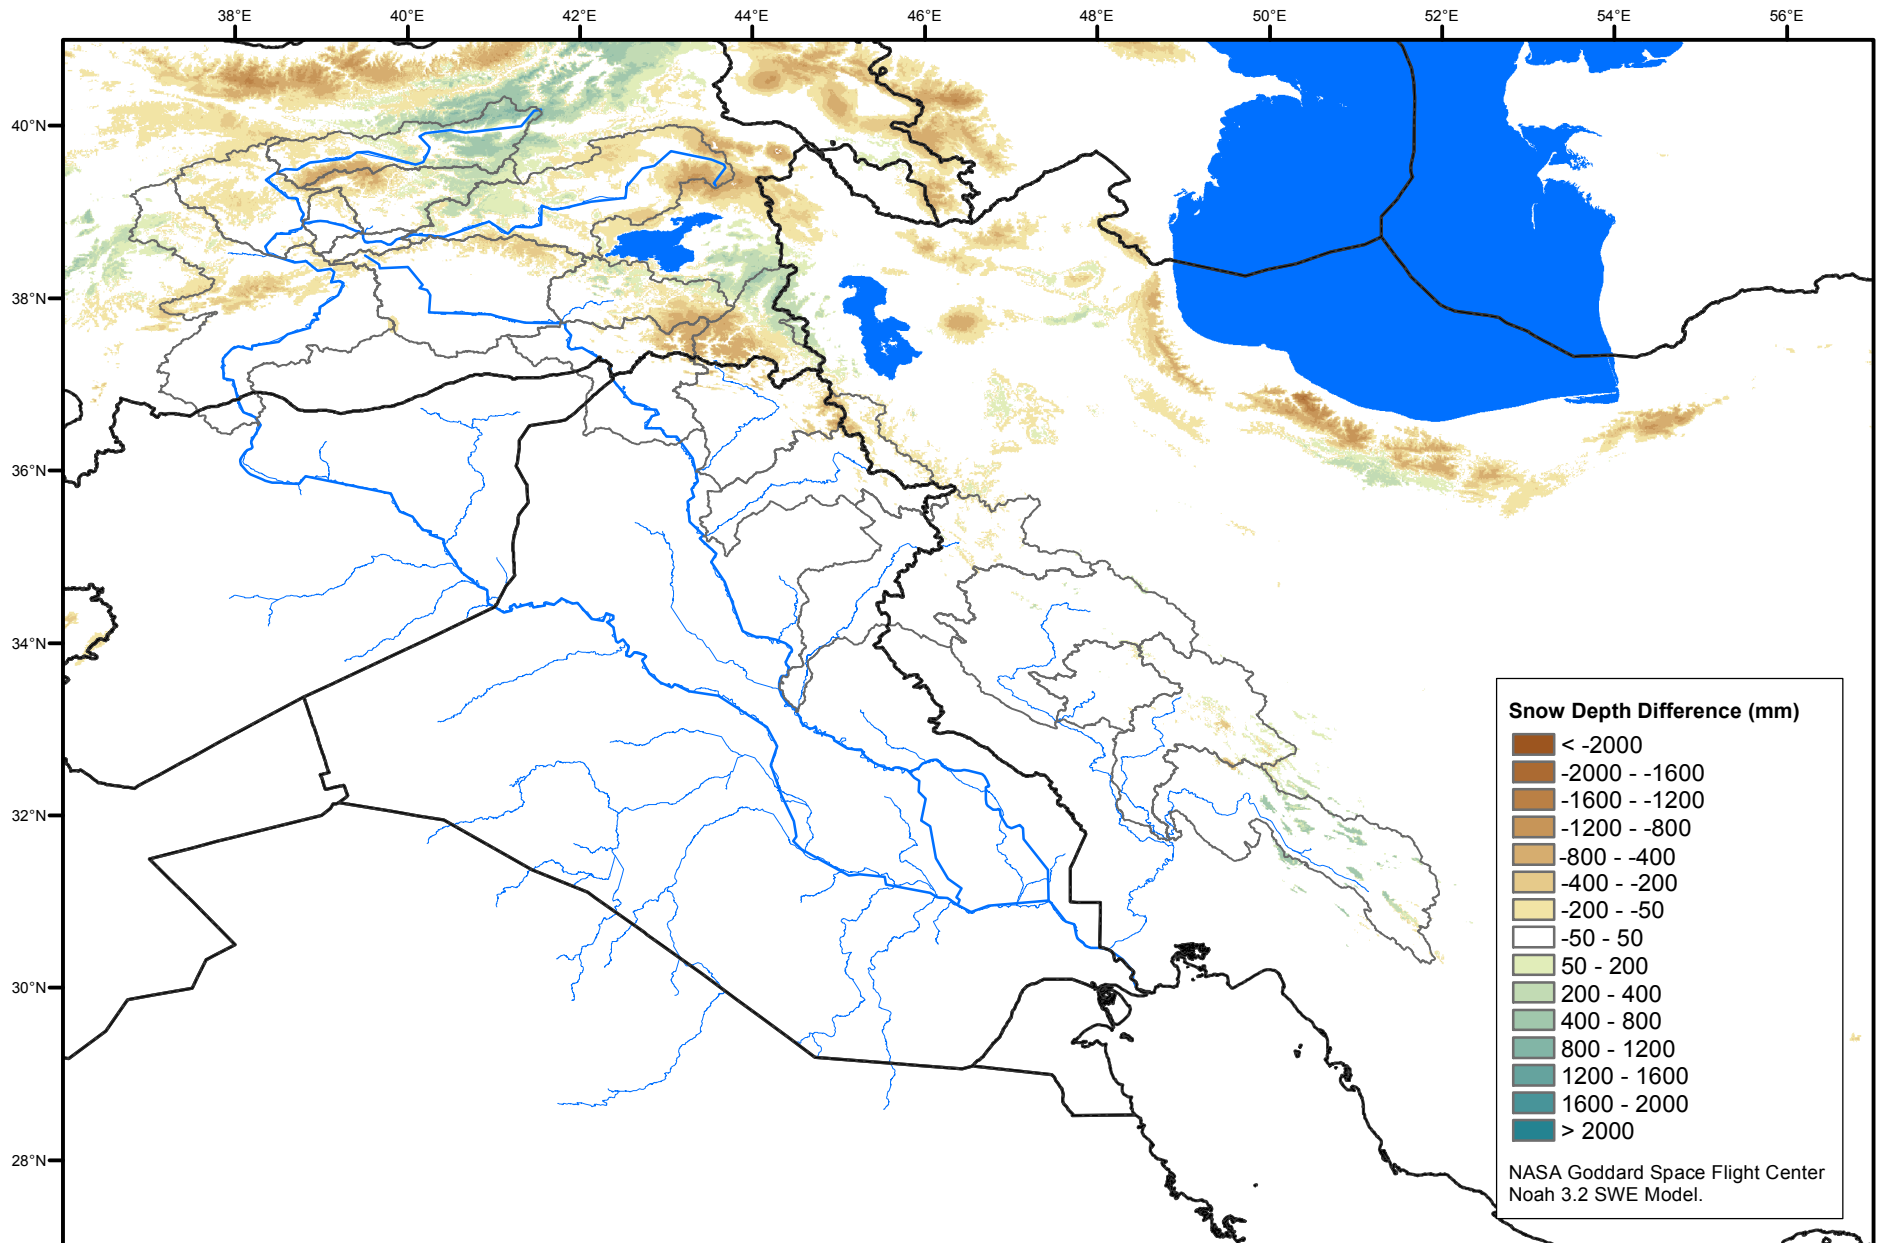 38°E 40°E 42°E 44°E 46°E 48°E 50°E 52°E 54°E 56°E
40°N
38°N
36°N
34°N
32°N
30°N
28°N
Snow Depth Difference (mm)
< -2000
-2000 - -1600
-1600 - -1200
-1200 - -800
-800 - -400
-400 - -200
-200 - -50
-50 - 50
50 - 200
200 - 400
400 - 800
800 - 1200
1200 - 1600
1600 - 2000
> 2000
NASA Goddard Space Flight Center
Noah 3.2 SWE Model.